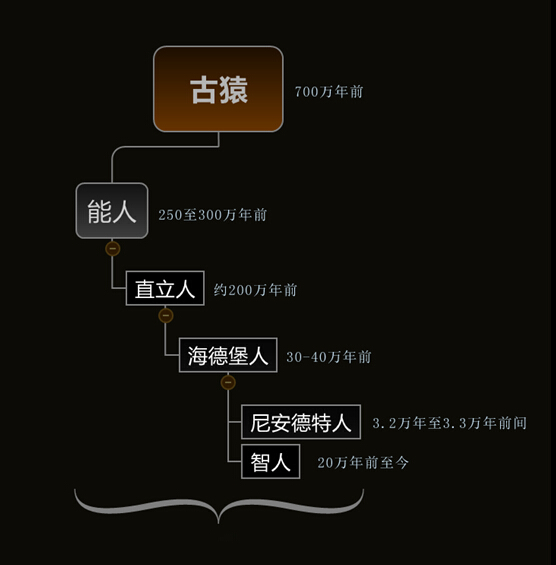 古猿 700万年前
能人 250至300万年前
直立人 约200万年前
海德堡人 30-40万年前
尼安德特人 3.2万年至3.3万年前间
智人 20万年前至今